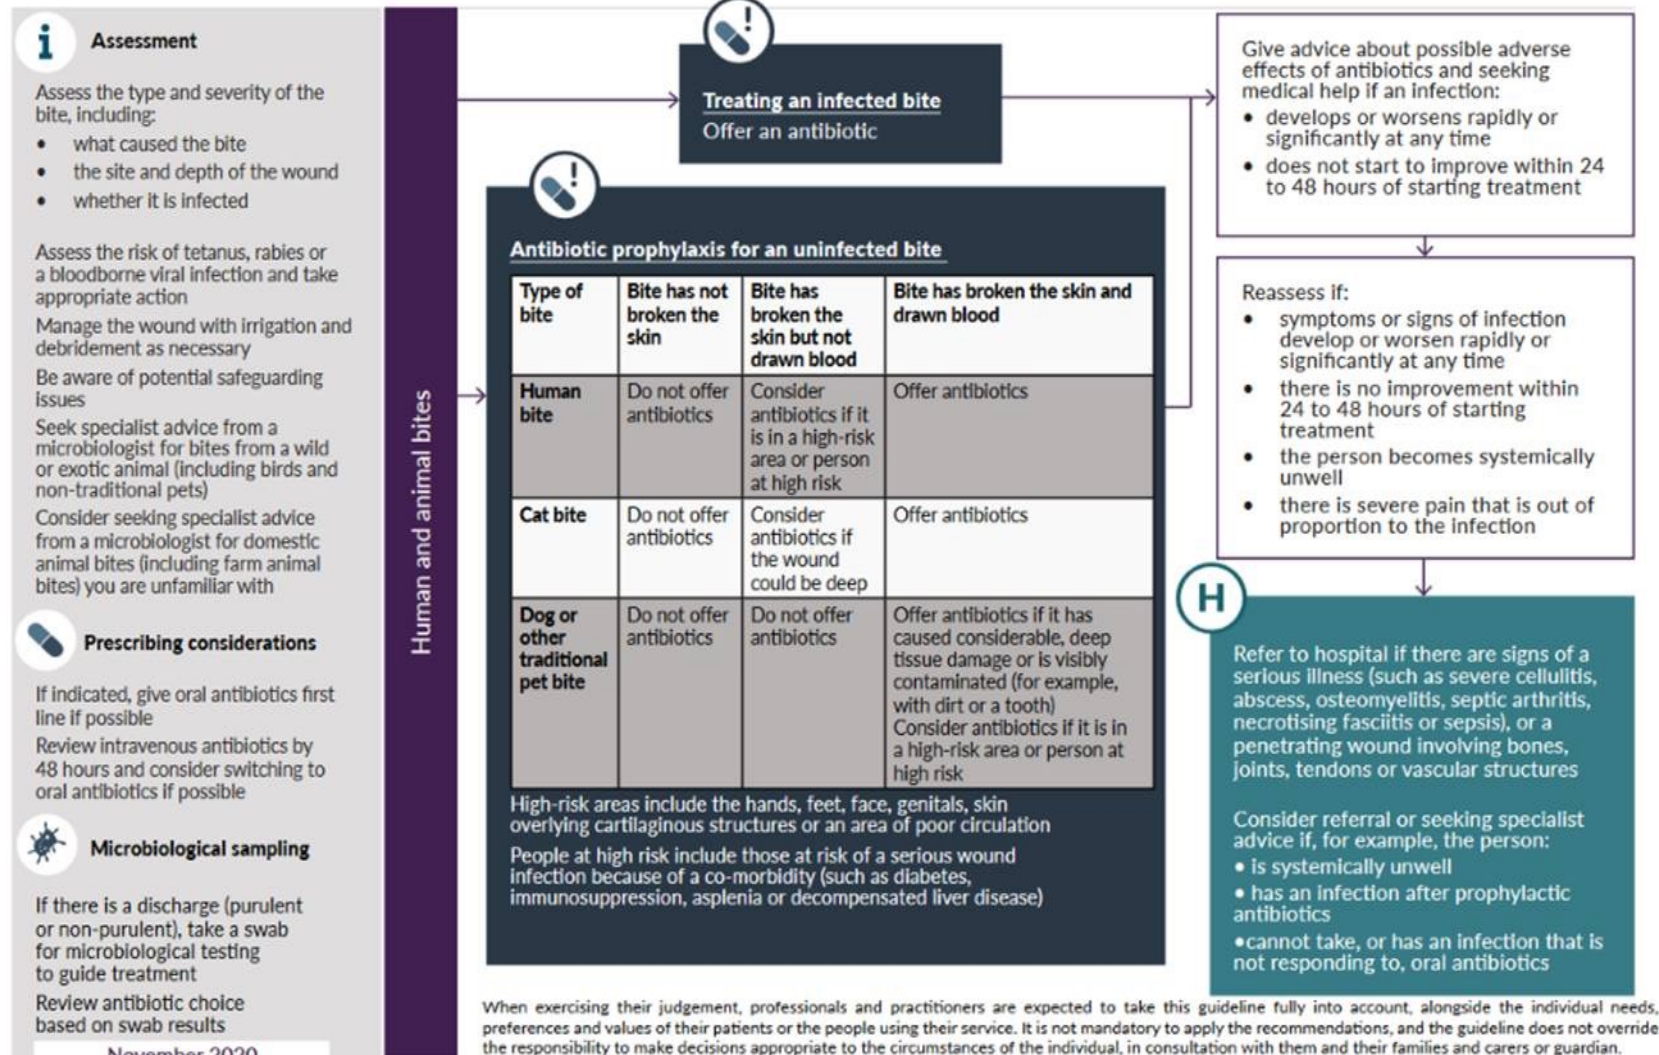 i
Assessment
Assess the type and severity of the
bite, including:
• what caused the bite
• the site and depth of the wound
• whether it is infected
Assess the risk of tetanus, rabies or
a bloodborne viral infection and take
appropriate action
Manage the wound with irrigation and
debridement as necessary
Be aware of potential safeguarding
issues
Seek specialist advice from a
microbiologist for bites from a wild
or exotic animal (including birds and
non-traditional pets)
Consider seeking specialist advice
from a microbiologist for domestic
animal bites (including farm animal
bites) you are unfamiliar with
Prescribing considerations
If indicated, give oral antibiotics first
line if possible
Review intravenous antibiotics by
48 hours and consider switching to
oral antibiotics if possible
Microbiological sampling
If there is a discharge (purulent
or non-purulent), take a swab
for microbiological testing
to guide treatment
Review antibiotic choice
based on swab results
November 2020
Human and animal bites
!
Treating an infected bite
Offer an antibiotic
!
Antibiotic prophylaxis for an uninfected bite
Type of
bite
Bite has not
broken the
skin
Bite has
broken the
skin but not
drawn blood
Bite has broken the skin and
drawn blood
Human
bite
Do not offer
antibiotics
Consider
antibiotics if it
is in a high-risk
area or person
at high risk
Offer antibiotics
Cat bite
Do not offer
antibiotics
Consider
antibiotics if
the wound
could be deep
Offer antibiotics
Dog or
other
traditional
pet bite
Do not offer
antibiotics
Do not offer
antibiotics
Offer antibiotics if it has
caused considerable, deep
tissue damage or is visibly
contaminated (for example,
with dirt or a tooth)
Consider antibiotics if it is in
a high-risk area or person at
high risk
High-risk areas include the hands, feet, face, genitals, skin
overlying cartilaginous structures or an area of poor circulation
People at high risk include those at risk of a serious wound
infection because of a co-morbidity (such as diabetes,
immunosuppression, asplenia or decompensated liver disease)
Give advice about possible adverse
effects of antibiotics and seeking
medical help if an infection:
• develops or worsens rapidly or
significantly at any time
• does not start to improve within 24
to 48 hours of starting treatment
Reassess if:
• symptoms or signs of infection
develop or worsen rapidly or
significantly at any time
• there is no improvement within
24 to 48 hours of starting
treatment
• the person becomes systemically
unwell
• there is severe pain that is out of
proportion to the infection
H
Refer to hospital if there are signs of a
serious illness (such as severe cellulitis,
abscess, osteomyelitis, septic arthritis,
necrotising fasciitis or sepsis), or a
penetrating wound involving bones,
joints, tendons or vascular structures
Consider referral or seeking specialist
advice if, for example, the person:
• is systemically unwell
• has an infection after prophylactic
antibiotics
•cannot take, or has an infection that is
not responding to, oral antibiotics
When exercising their judgement, professionals and practitioners are expected to take this guideline fully into account, alongside the individual needs,
preferences and values of their patients or the people using their service. It is not mandatory to apply the recommendations, and the guideline does not override
the responsibility to make decisions appropriate to the circumstances of the individual, in consultation with them and their families and carers or guardian.